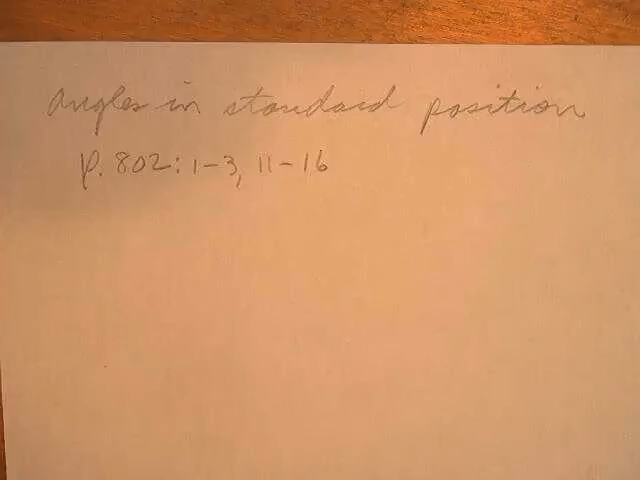 Angles in standard position
p. 802: 1-3, 11-16